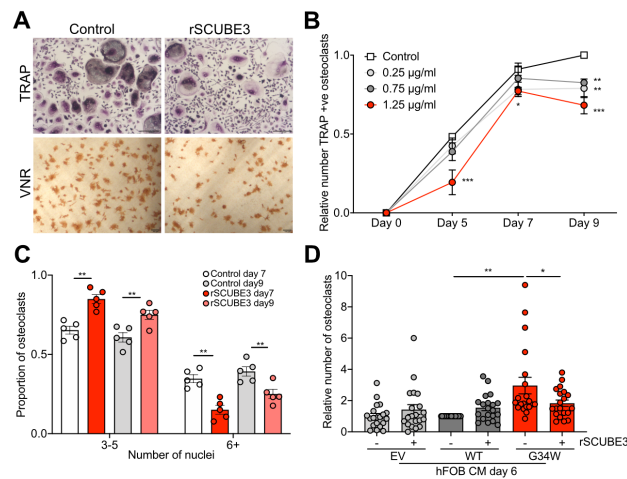 A
Control
rSCUBE3
TRAP
VNR
B
Relative number TRAP +ve osteoclasts
1.0
0.5
0.0
Control
0.25 µg/ml
0.75 µg/ml
1.25 µg/ml
**
**
***
*
***
Day 0
Day 5
Day 7
Day 9
C
Proportion of osteoclasts
1.0
0.5
0.0
**
**
**
**
Control day 7
Control day9
rSCUBE3 day7
rSCUBE3 day9
3-5
6+
Number of nuclei
D
Relative number of osteoclasts
10
8
6
4
2
0
**
*
- + - + - + rSCUBE3
EV WT G34W
hFOB CM day 6